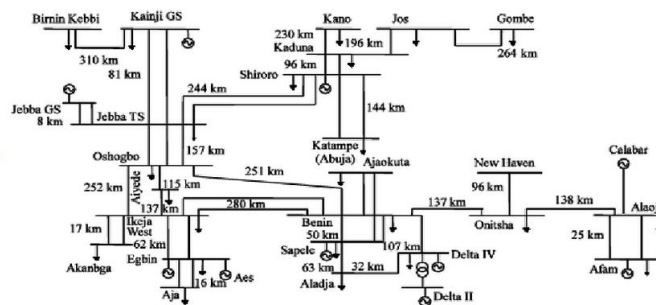 Birnin Kebbi
Kainji GS
Kano
Jos
Gombe
230 km
Kaduna
196 km
310 km
81 km
264 km
96 km
Shiroro
244 km
144 km
Jebba GS
8 km
Jebba TS
157 km
Katampe
(Abuja)
Calabar
Oshogbo
Ajaokuta
New Haven
251 km
252 km
Aiyede
115 km
96 km
137 km
280 km
137 km
138 km
Alaoj
17 km
Ikeja
West
Benin
Onitsha
50 km
25 km
62 km
Sapele
107 km
Akanbga
Egbin
Delta IV
Afam
63 km
32 km
16 km
Aes
Aladja
Aja
Delta II